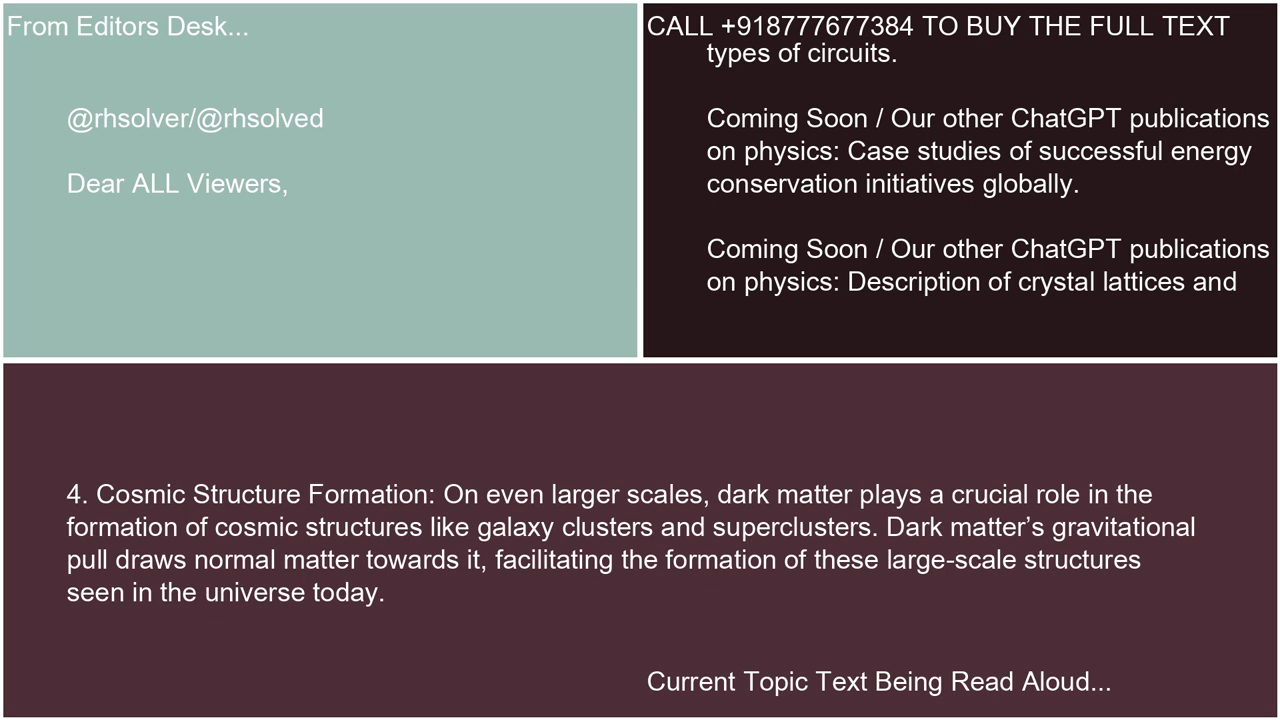 From Editors Desk...
@rhsolver/@rhsolved
Dear ALL Viewers,
CALL +918777677384 TO BUY THE FULL TEXT
types of circuits.
Coming Soon / Our other ChatGPT publications
on physics: Case studies of successful energy
conservation initiatives globally.
Coming Soon / Our other ChatGPT publications
on physics: Description of crystal lattices and
4. Cosmic Structure Formation: On even larger scales, dark matter plays a crucial role in the
formation of cosmic structures like galaxy clusters and superclusters. Dark matter’s gravitational
pull draws normal matter towards it, facilitating the formation of these large-scale structures
seen in the universe today.
Current Topic Text Being Read Aloud...